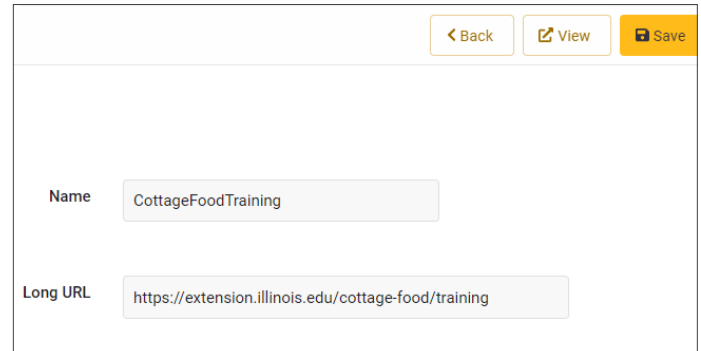 Back View Save
Name CottageFoodTraining
Long URL https://extension.illinois.edu/cottage-food/training